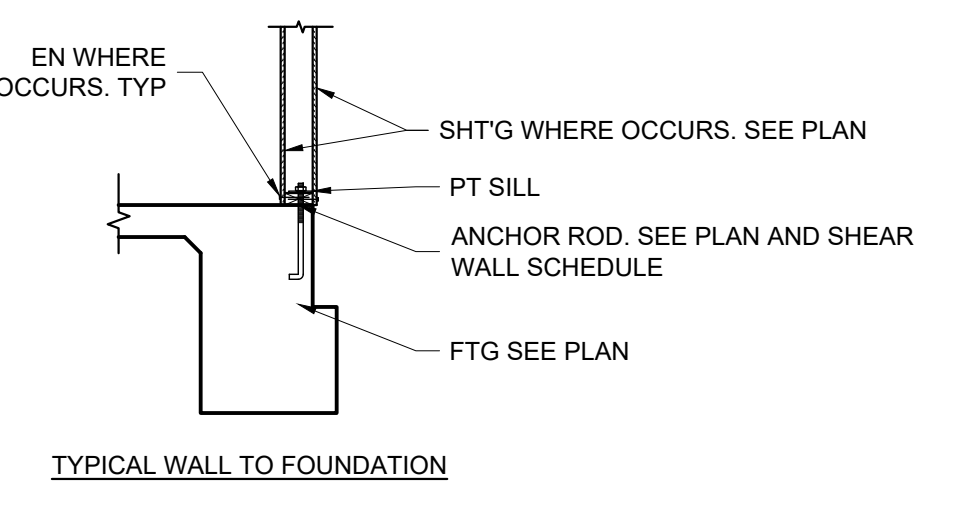 EN WHERE
OCCURS. TYP
SHT'G WHERE OCCURS. SEE PLAN
PT SILL
ANCHOR ROD. SEE PLAN AND SHEAR
WALL SCHEDULE
FTG SEE PLAN
TYPICAL WALL TO FOUNDATION